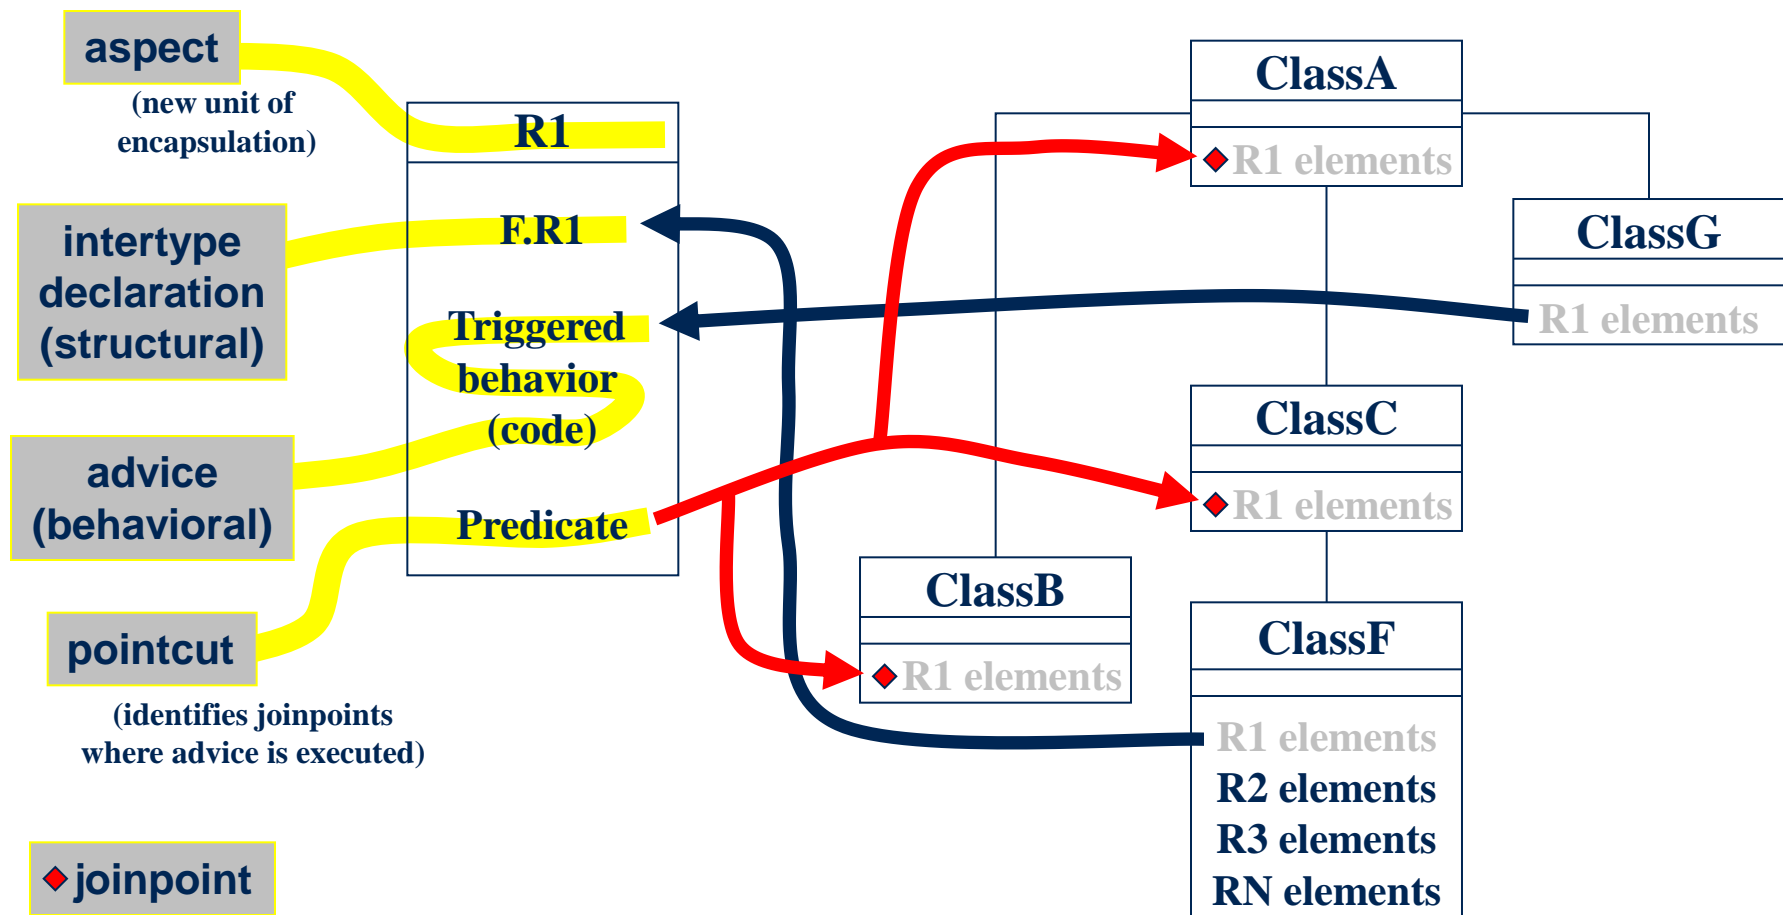 aspect
(new unit of
encapsulation)
intertype
declaration
(structural)
advice
(behavioral)
pointcut
(identifies joinpoints
where advice is executed)
joinpoint
R1
F.R1
Triggered
behavior
(code)
Predicate
ClassA
R1 elements
ClassG
R1 elements
ClassC
R1 elements
ClassB
R1 elements
ClassF
R1 elements
R2 elements
R3 elements
RN elements